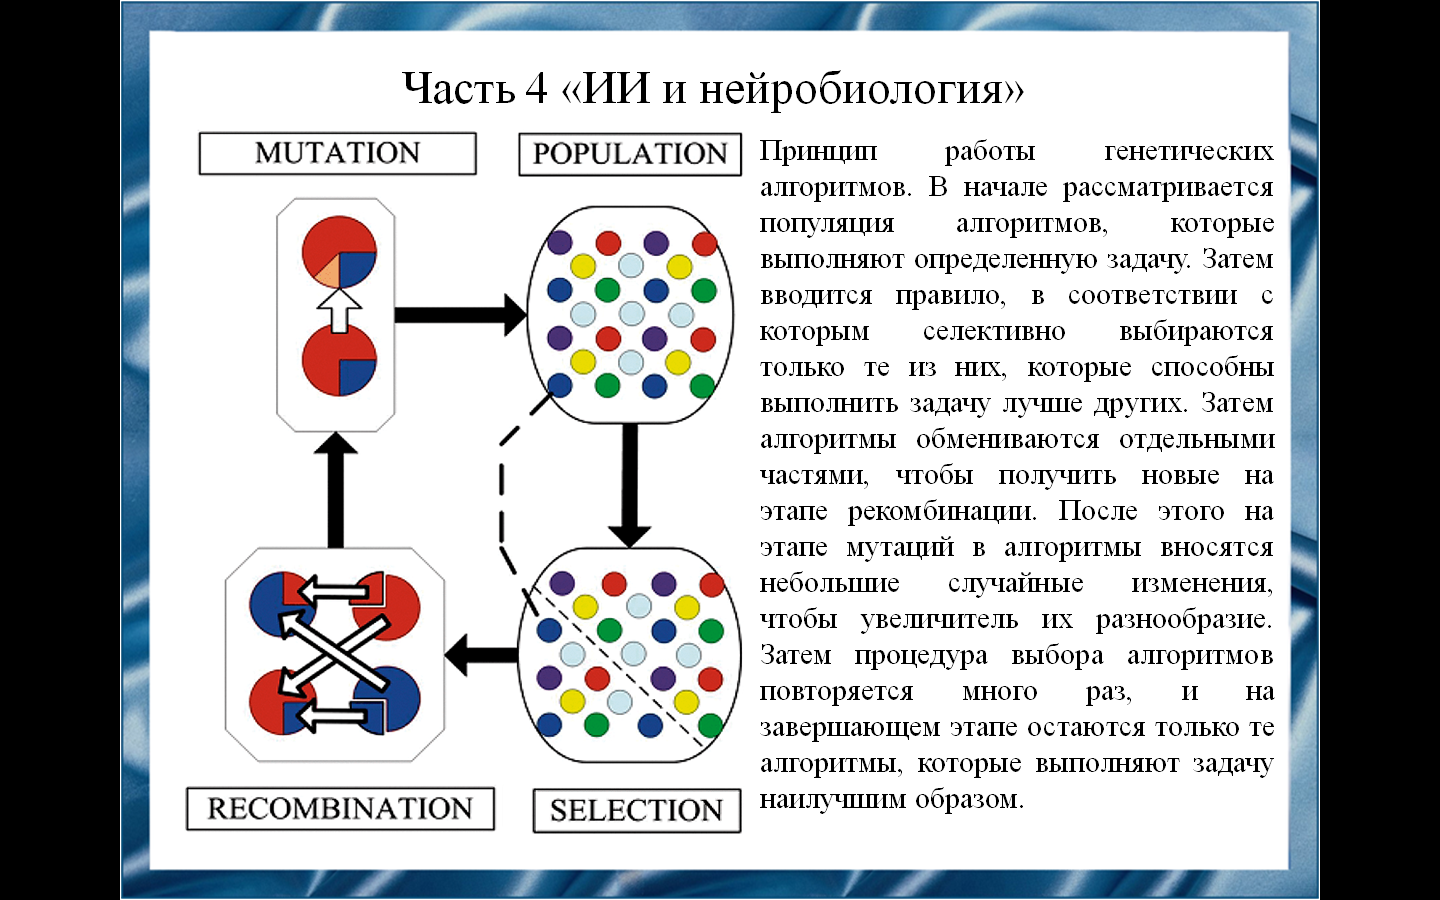 Часть 4 «ИИ и нейробиология»
MUTATION
POPULATION
RECOMBINATION
SELECTION
Принцип работы генетических
алгоритмов. В начале рассматривается
популяция алгоритмов, которые
выполняют определенную задачу. Затем
вводится правило, в соответствии с
которым селективно выбираются
только те из них, которые способны
выполнить задачу лучше других. Затем
алгоритмы обмениваются отдельными
частями, чтобы получить новые на
этапе рекомбинации. После этого на
этапе мутаций в алгоритмы вносятся
небольшие случайные изменения,
чтобы увеличитель их разнообразие.
Затем процедура выбора алгоритмов
повторяется много раз, и на
завершающем этапе остаются только те
алгоритмы, которые выполняют задачу
наилучшим образом.